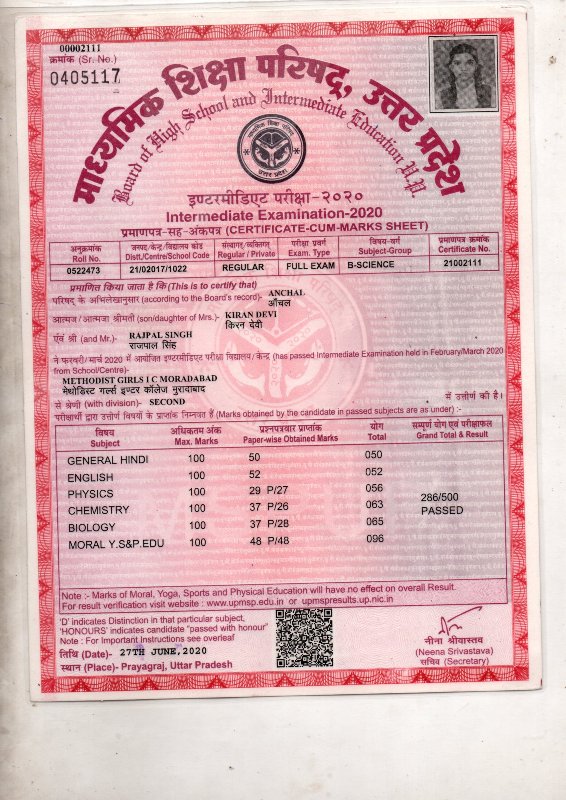 00002111
क्रमांक (Sr. No.)
0405117
माध्यमिक शिक्षा परिषद्, उत्तर प्रदेश
Board of High School and Intermediate Education U.P.
इण्टरमीडिएट परीक्षा-२०२०
Intermediate Examination-2020
प्रमाणपत्र-सह-अंकपत्र (CERTIFICATE-CUM-MARKS SHEET)
अनुक्रमांक जनपद/केन्द्र/विद्यालय कोड संस्थागत/व्यक्तिगत परीक्षा प्रवर्ग विषय-वर्ग प्रमाणपत्र क्रमांक
Roll No. Distt./Centre/School Code Regular / Private Exam. Type Subject-Group Certificate No.
0522473 21/02017/1022 REGULAR FULL EXAM B-SCIENCE 21002111
प्रमाणित किया जाता है कि (This is to certify that)
परिषद् के अभिलेखानुसार (according to the Board's record)- ANCHAL
आँचल
आत्मज / आत्मजा श्रीमती (son/daughter of Mrs.)- KIRAN DEVI
किरन देवी
एंवं श्री (and Mr.)- RAJPAL SINGH
राजपाल सिंह
ने फरवरी/ मार्च 2020 में आयोजित इण्टरमीडिएट परीक्षा विद्यालय/ केन्द्र (has passed Intermediate Examination held in February/March 2020
from School/Centre)-
METHODIST GIRLS I C MORADABAD
मेथोडिस्ट गर्ल्स इण्टर कॉलेज मुरादाबाद
में उत्तीर्ण की है।
से श्रेणी (with division)- SECOND
परीक्षार्थी द्वारा उत्तीर्ण विषयों के प्राप्तांक निम्नवत हैं (Marks obtained by the candidate in passed subjects are as under) :-
विषय अधिकतम अंक प्रश्नपत्रवार प्राप्तांक योग सम्पूर्ण योग एवं परीक्षाफल
Subject Max. Marks Paper-wise Obtained Marks Total Grand Total & Result
GENERAL HINDI 100 50 050
ENGLISH 100 52 052
PHYSICS 100 29 P/27 056
286/500
CHEMISTRY 100 37 P/26 063
PASSED
BIOLOGY 100 37 P/28 065
MORAL Y.S&P.EDU 100 48 P/48 096
Note :- Marks of Moral, Yoga, Sports and Physical Education will have no effect on overall Result.
For result verification visit website : www.upmsp.edu.in or upmspresults.up.nic.in
'D' indicates Distinction in that particular subject,
'HONOURS' indicates candidate "passed with honour"
Note : For Important Instructions see overleaf
तिथि (Date)- 27TH JUNE,2020
स्थान (Place)- Prayagraj, Uttar Pradesh
नीना श्रीवास्तव
(Neena Srivastava)
सचिव (Secretary)